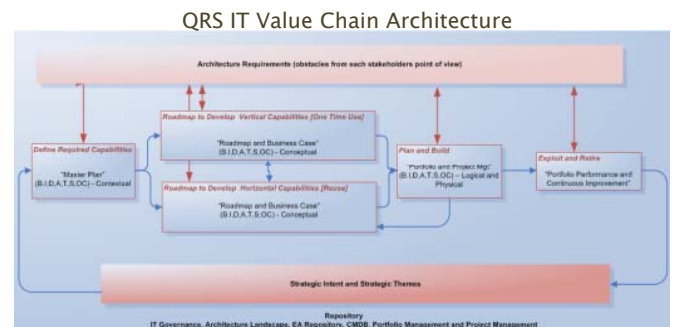 QRS IT Value Chain Architecture
Architecture Requirements (obstacles from each stakeholders point of view)
Roadmap to Develop Vertical Capabilities [One Time Use]
"Roadmap and Business Case"
(B.I.D,A,T,S,OC) - Conceptual
Define Required Capabilities
"Master Plan"
(B.I.D,A,T,S,OC) - Contextual
Roadmap to Develop Horizontal Capabilities [Reuse]
"Roadmap and Business Case"
(B.I.D,A,T,S,OC) - Conceptual
Plan and Build
"Portfolio and Project Mgt"
(B.I.D,A,T,S,OC) – Logical and
Physical
Exploit and Retire
"Portfolio Performance and
Continuous Improvement"
Strategic Intent and Strategic Themes
Repository
IT Governance, Architecture Landscape, EA Repository, CMDB, Portfolio Management and Project Management